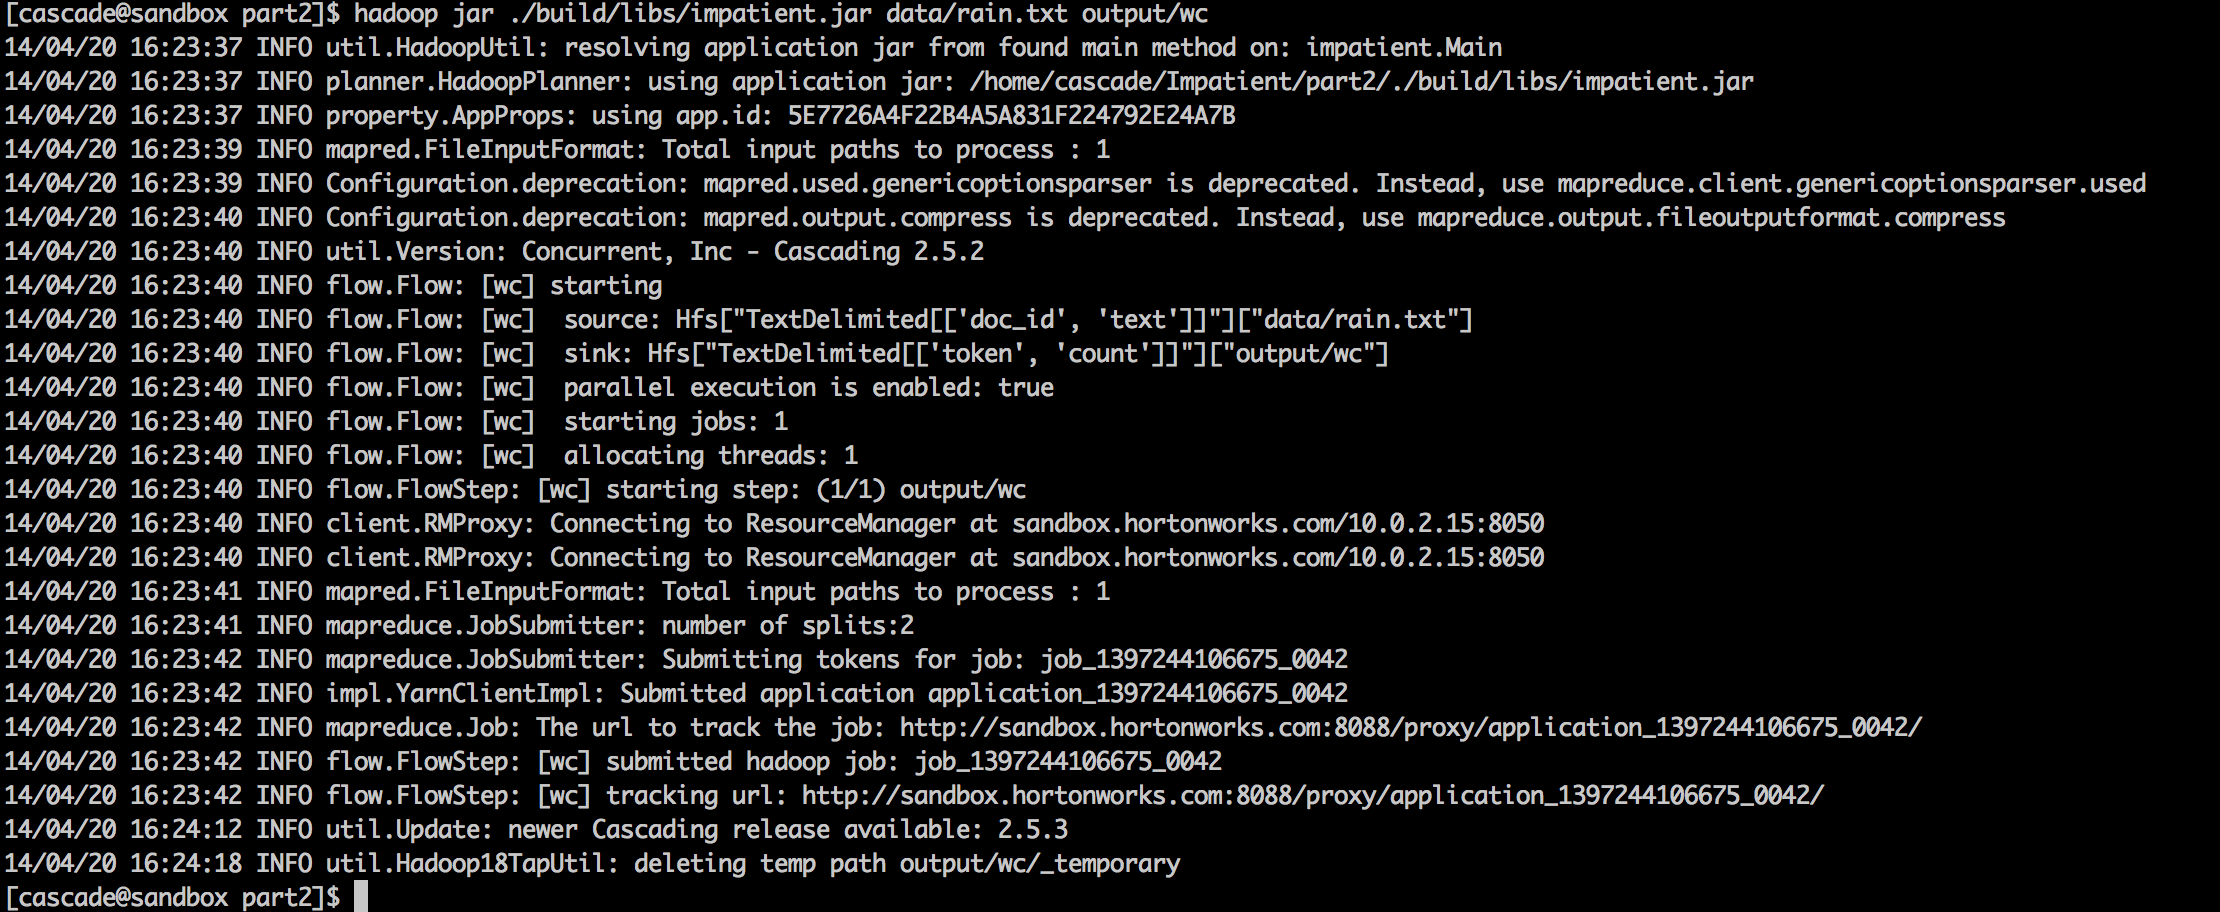 [cascade@sandbox part2]$ hadoop jar ./build/libs/impatient.jar data/rain.txt output/wc
14/04/20 16:23:37 INFO util.HadoopUtil: resolving application jar from found main method on: impatient.Main
14/04/20 16:23:37 INFO planner.HadoopPlanner: using application jar: /home/cascade/Impatient/part2/./build/libs/impatient.jar
14/04/20 16:23:37 INFO property.AppProps: using app.id: 5E7726A4F22B4A5A831F224792E24A7B
14/04/20 16:23:39 INFO mapred.FileInputFormat: Total input paths to process : 1
14/04/20 16:23:39 INFO Configuration.deprecation: mapred.used.genericoptionsparser is deprecated. Instead, use mapreduce.client.genericoptionsparser.used
14/04/20 16:23:40 INFO Configuration.deprecation: mapred.output.compress is deprecated. Instead, use mapreduce.output.fileoutputformat.compress
14/04/20 16:23:40 INFO util.Version: Concurrent, Inc - Cascading 2.5.2
14/04/20 16:23:40 INFO flow.Flow: [wc] starting
14/04/20 16:23:40 INFO flow.Flow: [wc]  source: Hfs["TextDelimited[['doc_id', 'text']]"]["data/rain.txt"]
14/04/20 16:23:40 INFO flow.Flow: [wc]  sink: Hfs["TextDelimited[['token', 'count']]"]["output/wc"]
14/04/20 16:23:40 INFO flow.Flow: [wc]  parallel execution is enabled: true
14/04/20 16:23:40 INFO flow.Flow: [wc]  starting jobs: 1
14/04/20 16:23:40 INFO flow.Flow: [wc]  allocating threads: 1
14/04/20 16:23:40 INFO flow.FlowStep: [wc] starting step: (1/1) output/wc
14/04/20 16:23:40 INFO client.RMProxy: Connecting to ResourceManager at sandbox.hortonworks.com/10.0.2.15:8050
14/04/20 16:23:40 INFO client.RMProxy: Connecting to ResourceManager at sandbox.hortonworks.com/10.0.2.15:8050
14/04/20 16:23:41 INFO mapred.FileInputFormat: Total input paths to process : 1
14/04/20 16:23:41 INFO mapreduce.JobSubmitter: number of splits:2
14/04/20 16:23:42 INFO mapreduce.JobSubmitter: Submitting tokens for job: job_1397244106675_0042
14/04/20 16:23:42 INFO impl.YarnClientImpl: Submitted application application_1397244106675_0042
14/04/20 16:23:42 INFO mapreduce.Job: The url to track the job: http://sandbox.hortonworks.com:8088/proxy/application_1397244106675_0042/
14/04/20 16:23:42 INFO flow.FlowStep: [wc] submitted hadoop job: job_1397244106675_0042
14/04/20 16:23:42 INFO flow.FlowStep: [wc] tracking url: http://sandbox.hortonworks.com:8088/proxy/application_1397244106675_0042/
14/04/20 16:24:12 INFO util.Update: newer Cascading release available: 2.5.3
14/04/20 16:24:18 INFO util.Hadoop18TapUtil: deleting temp path output/wc/_temporary
[cascade@sandbox part2]$